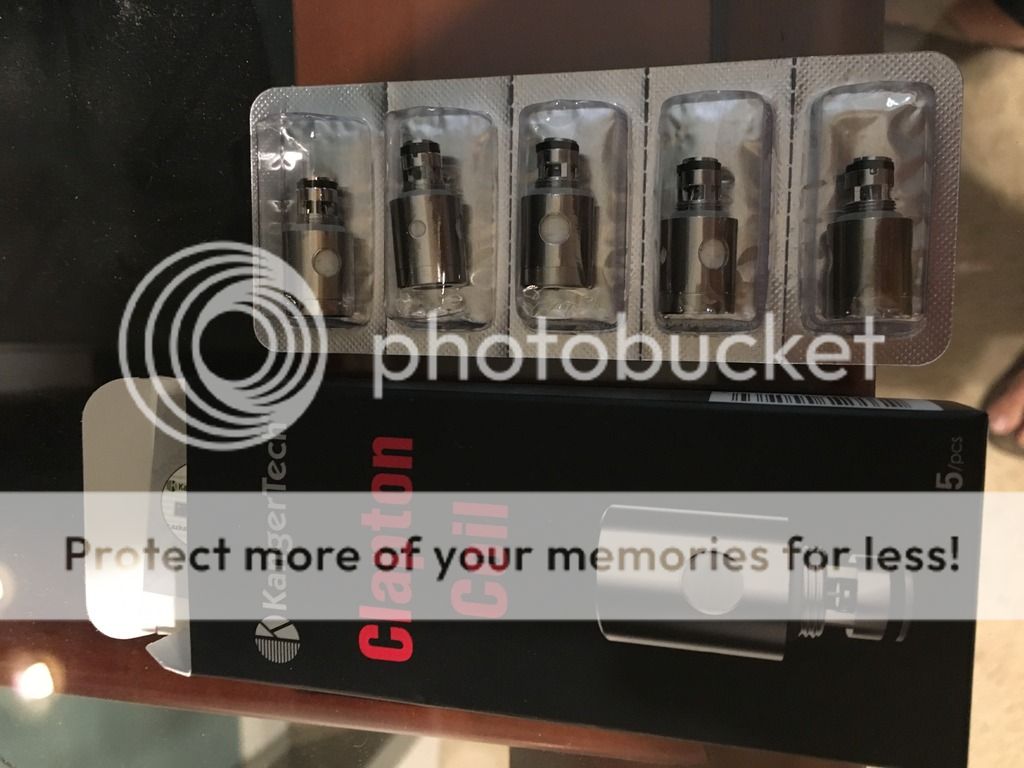 photobucket
Protect more of your memories for less!
KangerTech
Clapton
Coil
5/pcs